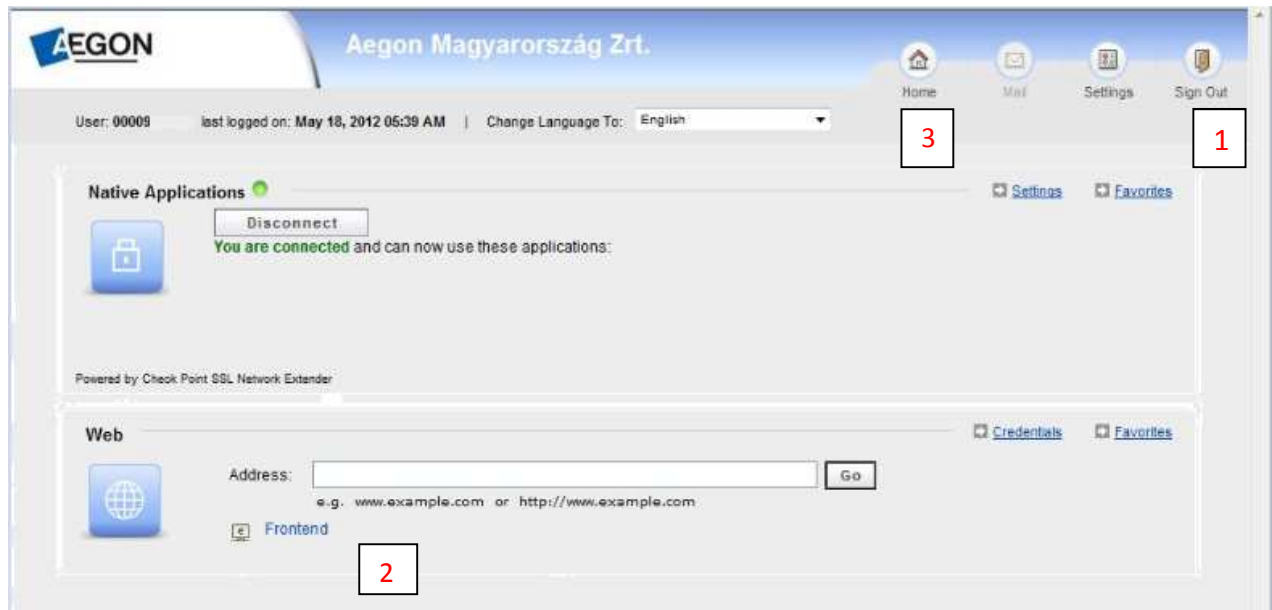 AEGON
Aegon Magyarország Zrt.
Home
Mail
Settings
Sign Out
User: 00009 last logged on: May 18, 2012 05:39 AM | Change Language To: English
3
1
Native Applications
Settings
Favorites
Disconnect
You are connected and can now use these applications:
Powered by Check Point SSL Network Extender
Web
Credentials
Favorites
Address:
Go
e.g. www.example.com or http://www.example.com
Frontend
2